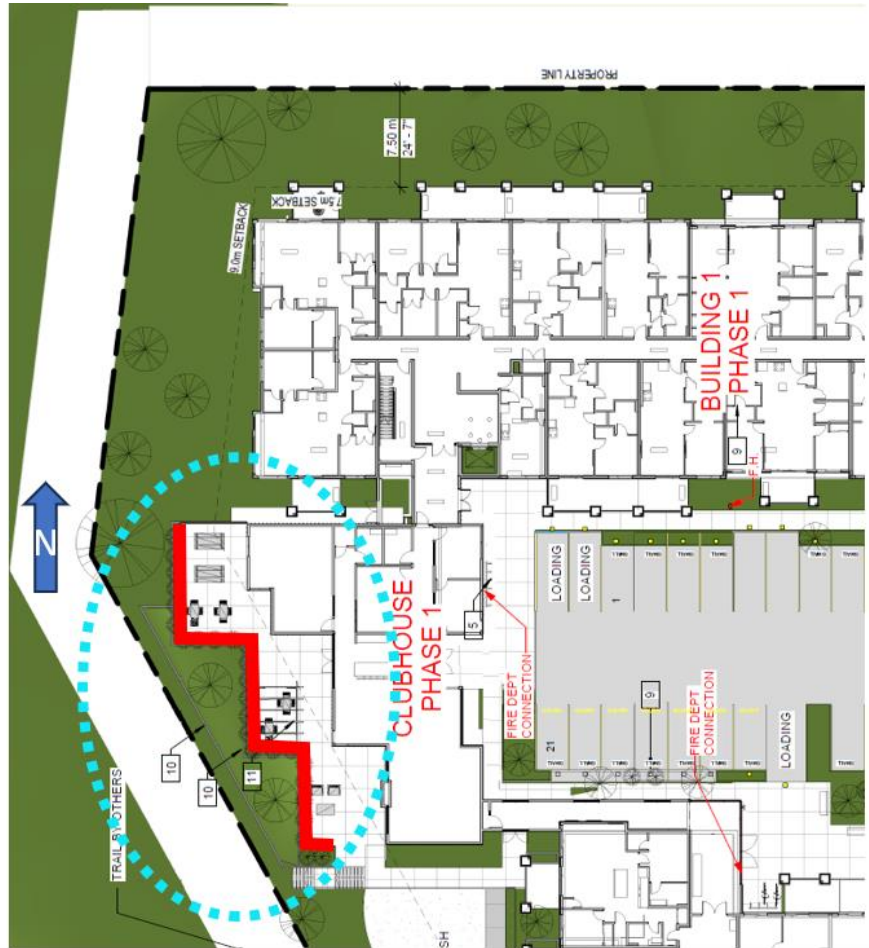 PROPERTY LINE
7.50 m
24' - 7"
7.5m SETBACK
9.0m SETBACK
BUILDING 1
PHASE 1
9
F.H.
N
LOADING
LOADING
1
CLUBHOUSE
PHASE 1
5
FIRE DEPT
CONNECTION
9
FIRE DEPT
CONNECTION
21
LOADING
10
10
11
TRAIL BY OTHERS
SH